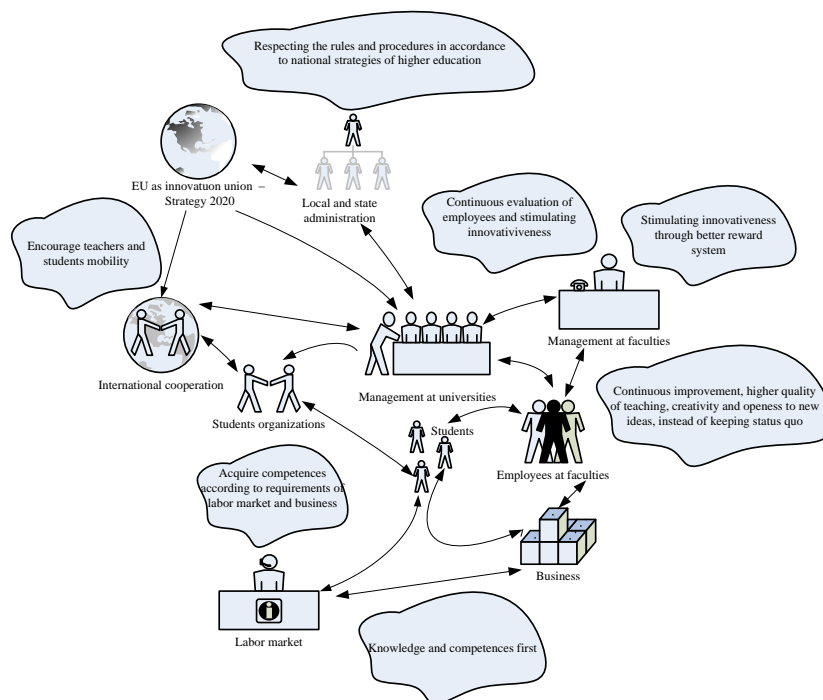 Respecting the rules and procedures in accordance
to national strategies of higher education
EU as innovatuon union –
Strategy 2020
Local and state
administration
Continuous evaluation of
employees and stimulating
innovativiveness
Stimulating innovativeness
through better reward
system
Encourage teachers and
students mobility
Management at faculties
International cooperation
Management at universities
Students organizations
Continuous improvement, higher quality
of teaching, creativity and openess to new
ideas, instead of keeping status quo
Students
Employees at faculties
Acquire competences
according to requirements of
labor market and business
Business
i
Labor market
Knowledge and competences first